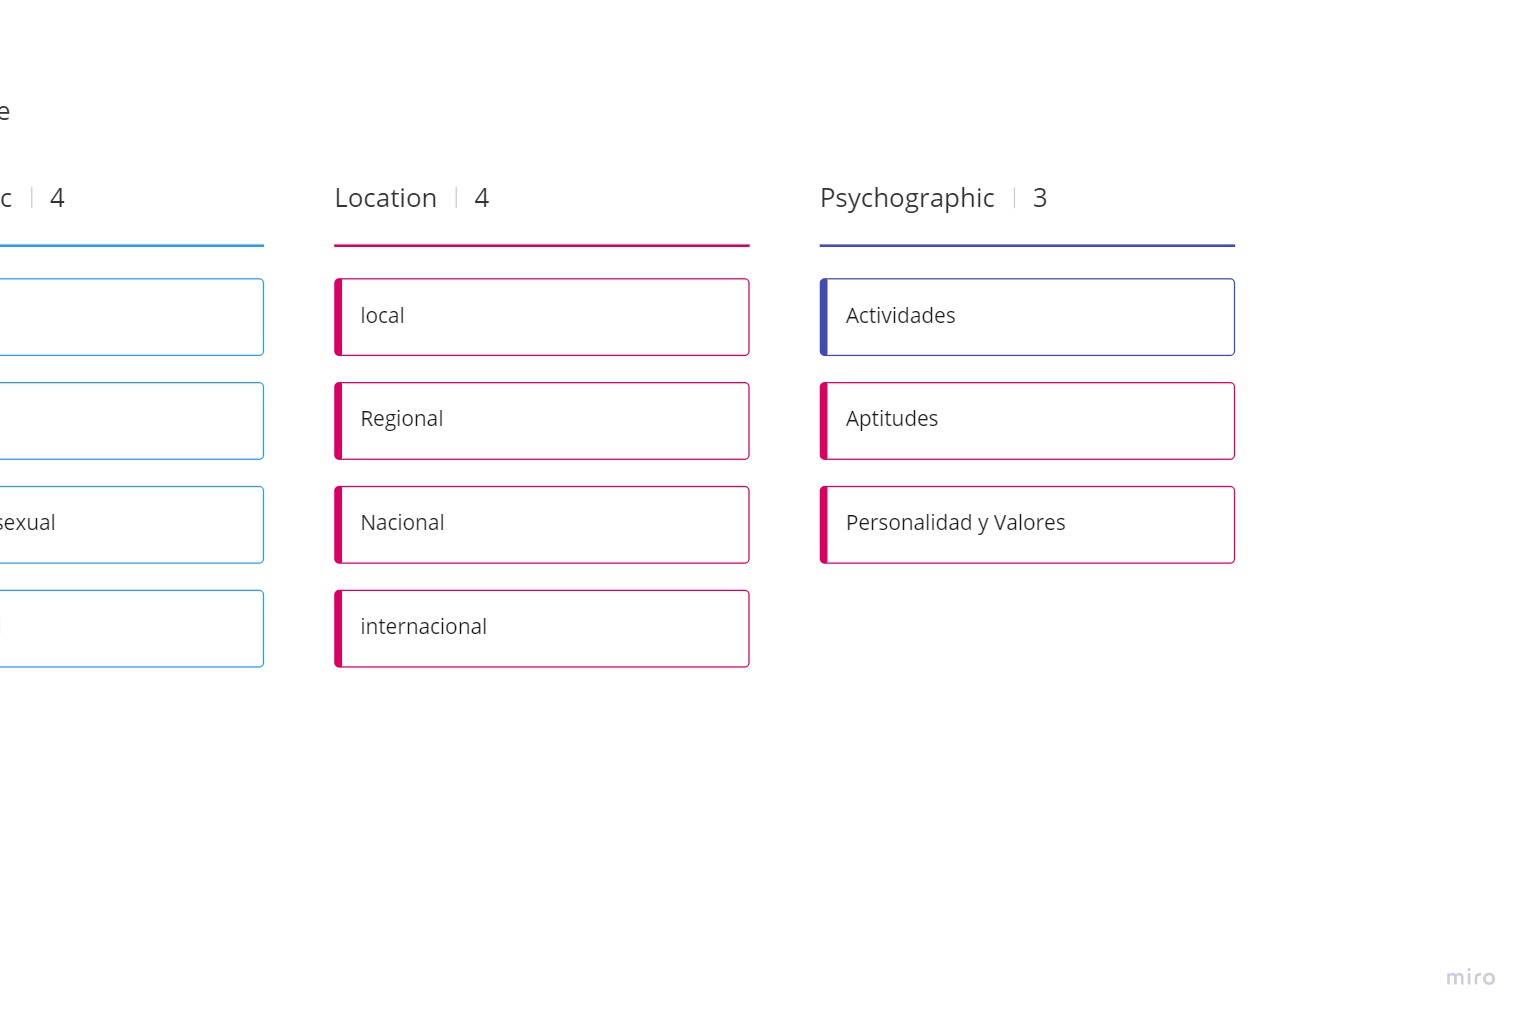 e
c | 4
Location | 4
Psychographic | 3
local
Actividades
Regional
Aptitudes
sexual
Nacional
Personalidad y Valores
internacional
miro